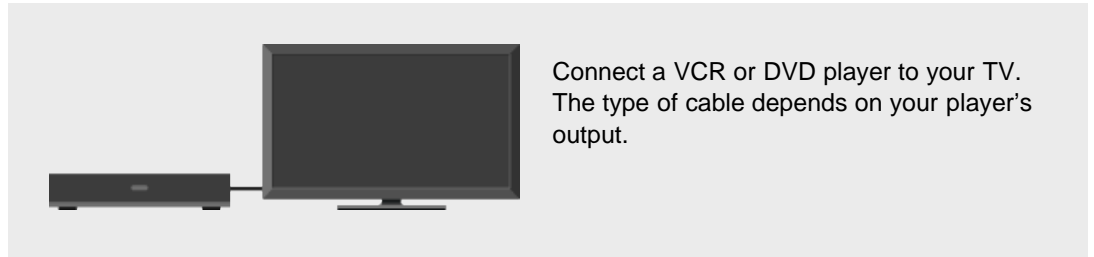 Connect a VCR or DVD player to your TV.
The type of cable depends on your player’s
output.